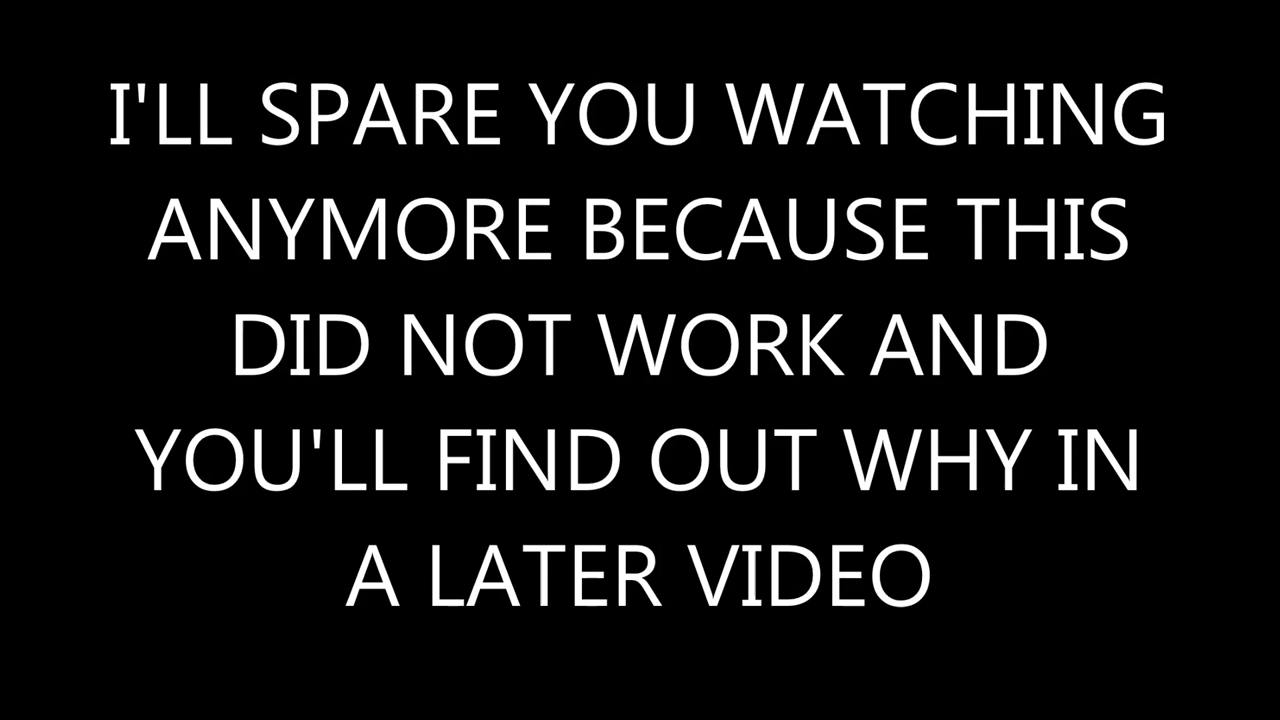 I'LL SPARE YOU WATCHING
ANYMORE BECAUSE THIS
DID NOT WORK AND
YOU'LL FIND OUT WHY IN
A LATER VIDEO